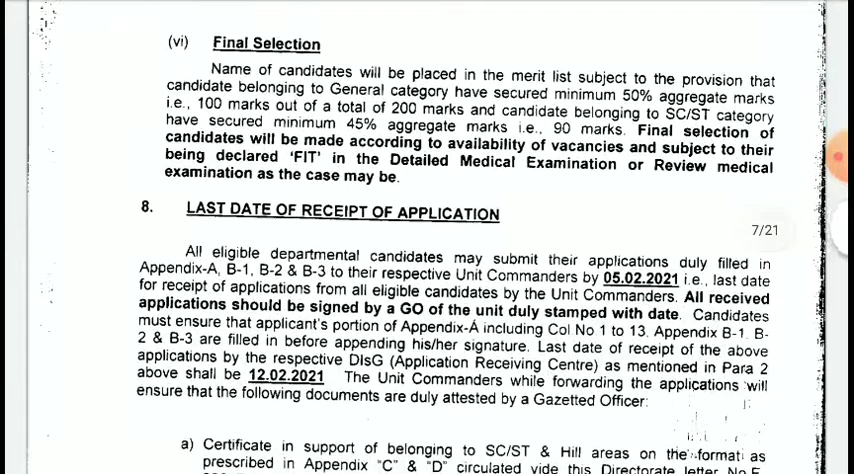 (vi) Final Selection
Name of candidates will be placed in the merit list subject to the provision that
candidate belonging to General category have secured minimum 50% aggregate marks
i.e., 100 marks out of a total of 200 marks and candidate belonging to SC/ST category
have secured minimum 45% aggregate marks i.e., 90 marks. Final selection of
candidates will be made according to availability of vacancies and subject to their
being declared ‘FIT’ in the Detailed Medical Examination or Review medical
examination as the case may be.
8. LAST DATE OF RECEIPT OF APPLICATION
7/21
All eligible departmental candidates may submit their applications duly filled in
Appendix-A, B-1, B-2 & B-3 to their respective Unit Commanders by 05.02.2021 i.e., last date
for receipt of applications from all eligible candidates by the Unit Commanders. All received
applications should be signed by a GO of the unit duly stamped with date. Candidates
must ensure that applicant's portion of Appendix-A including Col No 1 to 13, Appendix B-1, B-
2 & B-3 are filled in before appending his/her signature. Last date of receipt of the above
applications by the respective DIsG (Application Receiving Centre) as mentioned in Para 2
above shall be 12.02.2021 The Unit Commanders while forwarding the applications will
ensure that the following documents are duly attested by a Gazetted Officer:
a) Certificate in support of belonging to SC/ST & Hill areas on the format as
prescribed in Appendix "C" & "D" circulated vide this Directorate letter No.F.